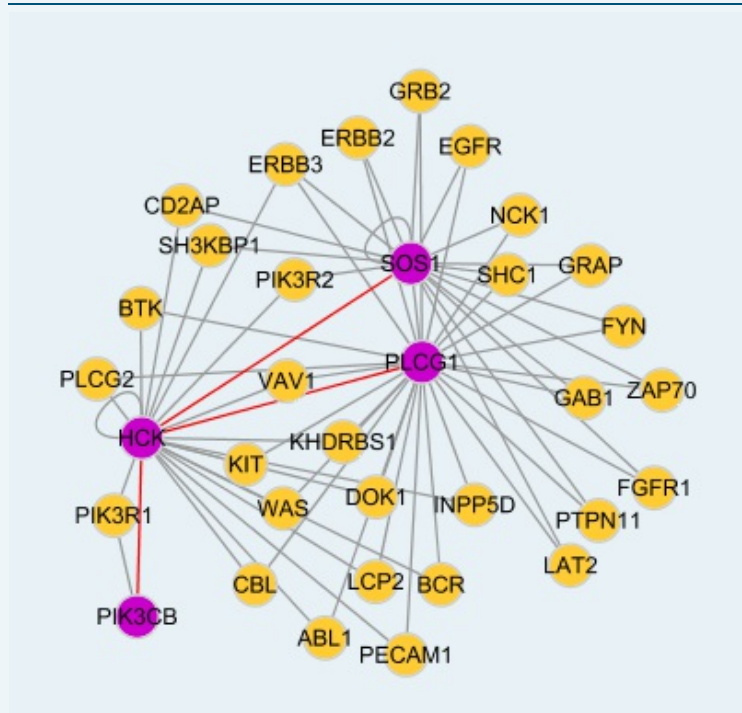 GRB2
ERBB2
EGFR
ERBB3
CD2AP
NCK1
SH3KBP1
SOS1
SHC1
GRAP
PIK3R2
BTK
FYN
PLCG1
PLCG2
VAV1
GAB1
ZAP70
HCK
KHDRBS1
KIT
FGFR1
DOK1
INPP5D
WAS
PIK3R1
PTPN11
LAT2
CBL
LCP2
BCR
PIK3CB
ABL1
PECAM1